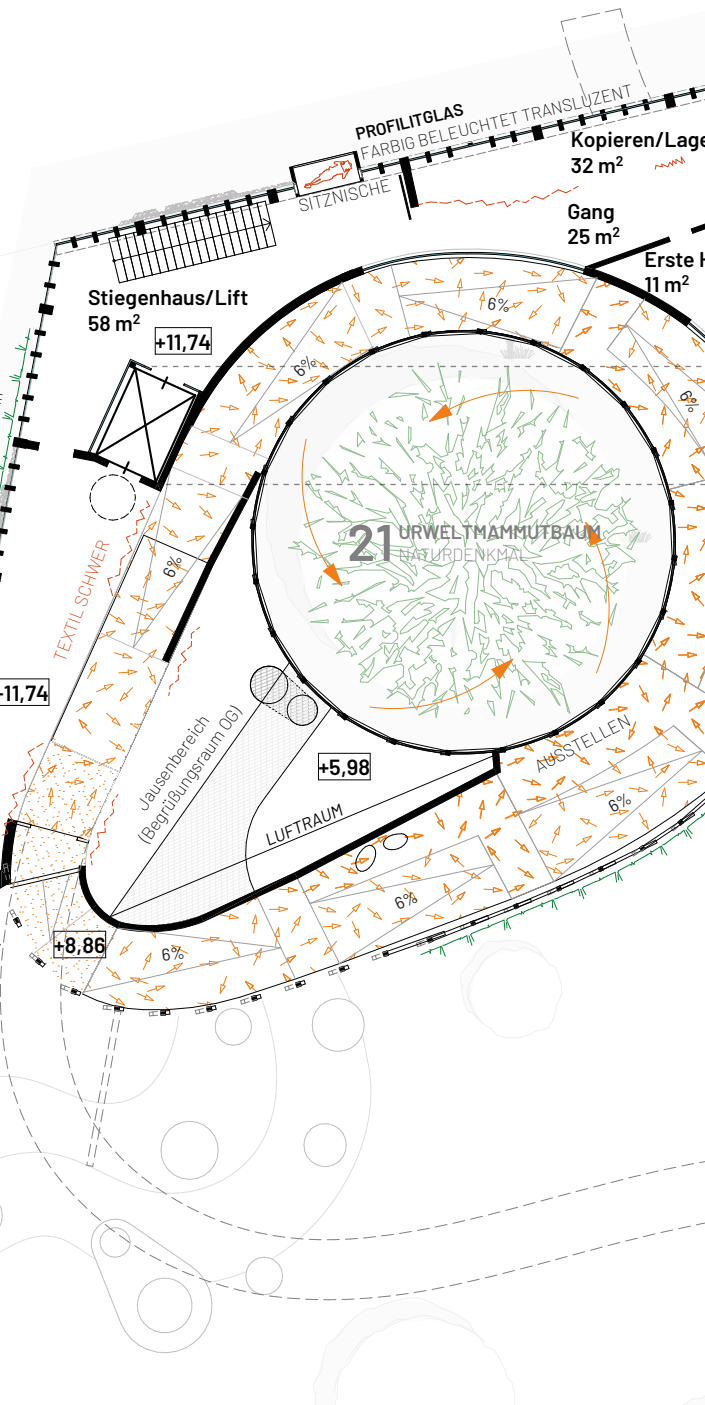 PROFILITGLAS
FARBIG BELEUCHTET TRANSLUZENT
SITZNISCHE
Kopieren/Lage
32 m²
Gang
25 m²
Erste H
11 m²
Stiegenhaus/Lift
58 m²
+11,74
6%
6%
6%
21 URWELTMAMMUTBAUM
NATURDENKMAL
6%
TEXTIL SCHWER
-11,74
Jausenbereich
(Begrüßungsraum OG)
+5,98
AUSSTELLEN
LUFTRAUM
6%
6%
+8,86
6%